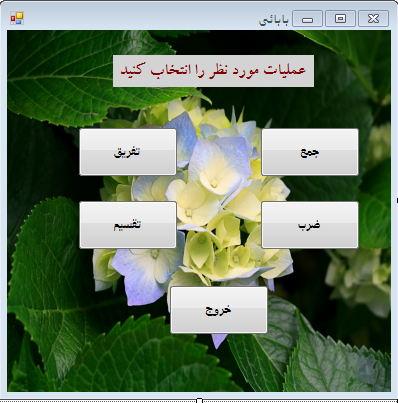 بابائی
عملیات مورد نظر را انتخاب کنید
جمع
تفریق
ضرب
تقسیم
خروج